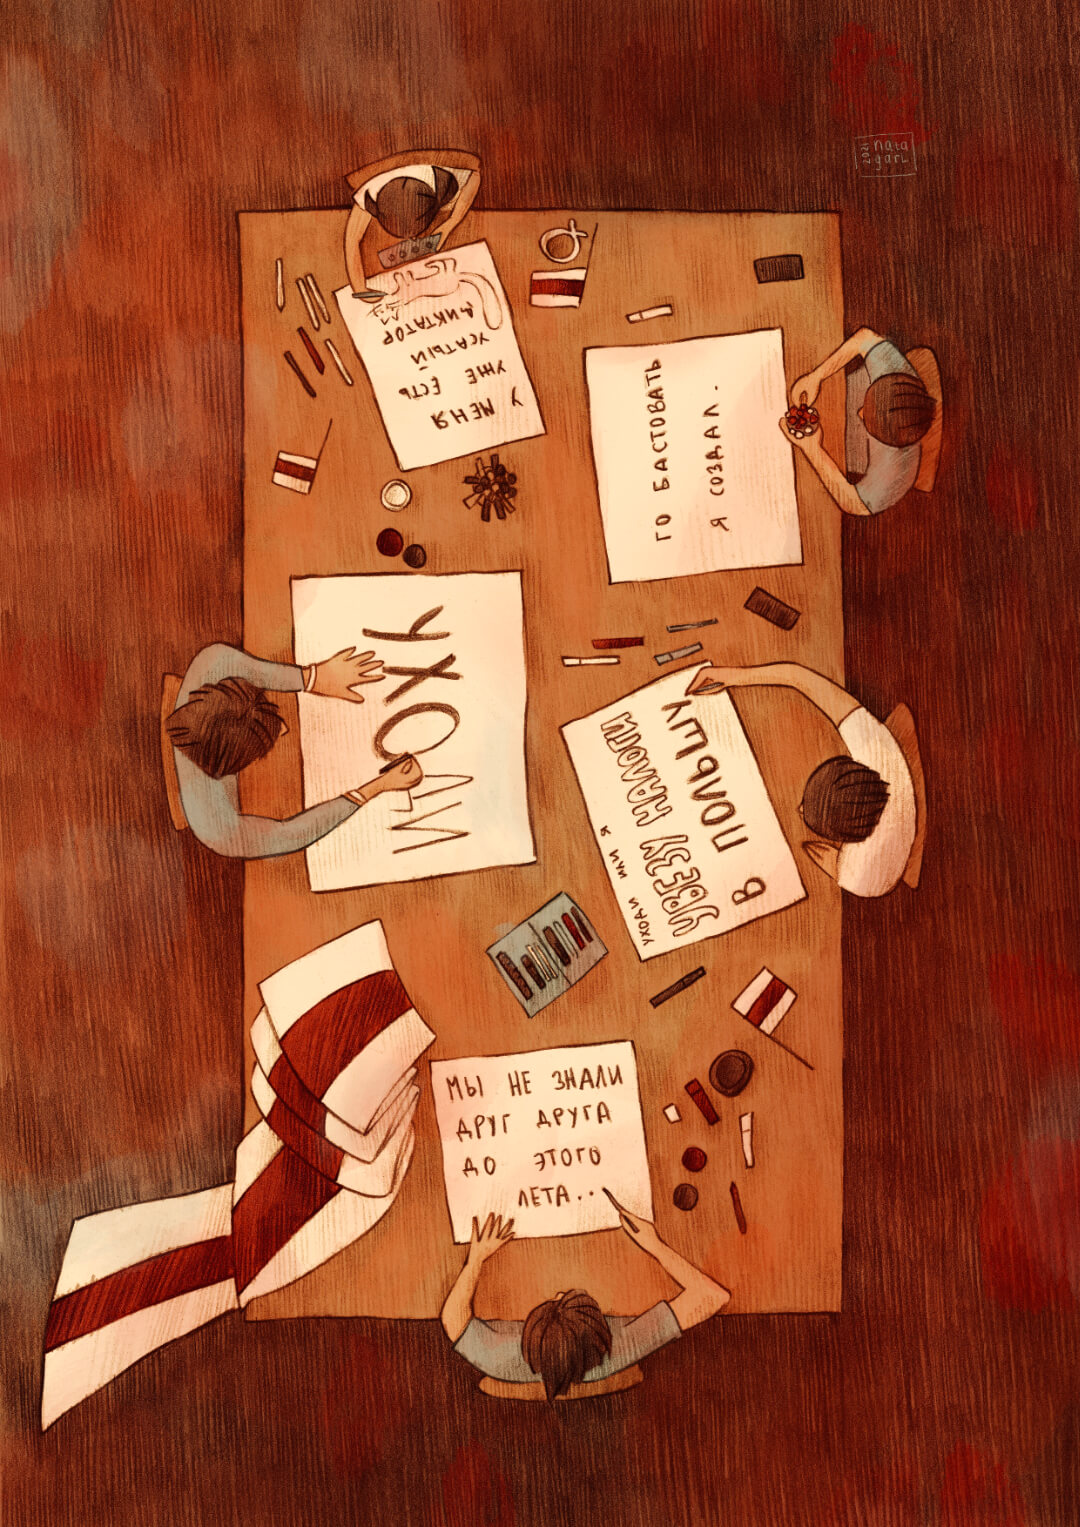 2021
nata
gari
У МЕНЯ
УЖЕ ЕСТЬ
УСАТЫЙ
ДИКТАТОР
ГО БАСТОВАТЬ
Я СОЗДАЛ.
УХОДИ
УХОДИ ИЛИ Я
УВЕЗУ НАЛОГИ
В ПОЛЬШУ
МЫ НЕ ЗНАЛИ
ДРУГ ДРУГА
ДО ЭТОГО
ЛЕТА...